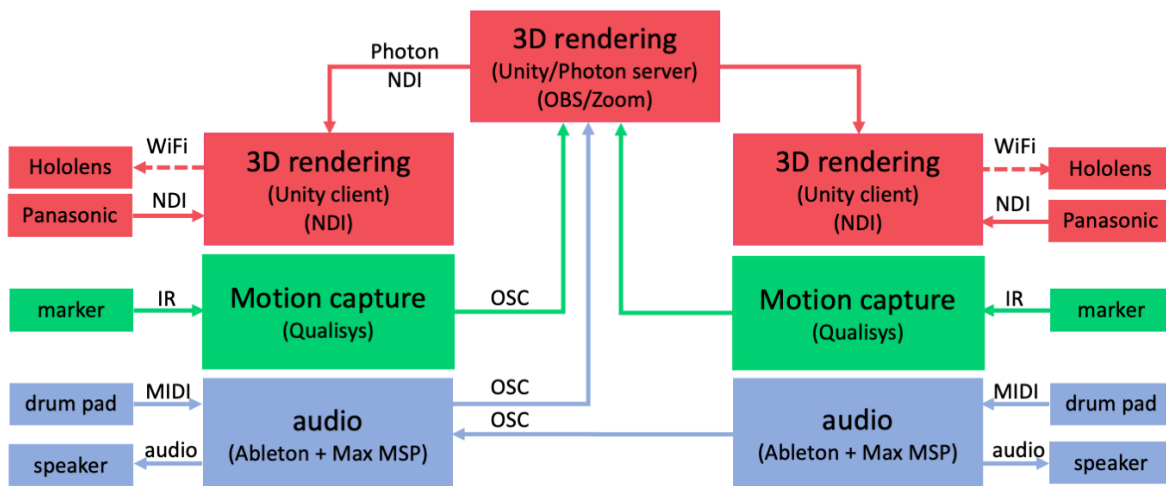 3D rendering
(Unity/Photon server)
(OBS/Zoom)
Photon
NDI
WiFi
Hololens
NDI
Panasonic
3D rendering
(Unity client)
(NDI)
3D rendering
(Unity client)
(NDI)
WiFi
Hololens
NDI
Panasonic
marker
IR
Motion capture
(Qualisys)
OSC
Motion capture
(Qualisys)
IR
marker
drum pad
MIDI
speaker
audio
audio
(Ableton + Max MSP)
OSC
OSC
audio
(Ableton + Max MSP)
MIDI
drum pad
audio
speaker